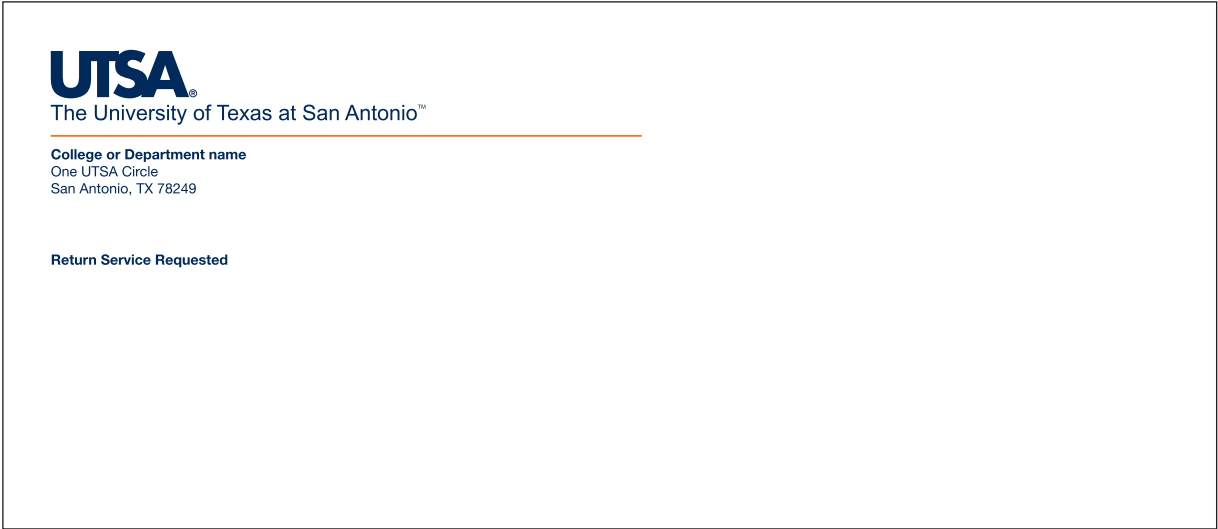 UTSA®
The University of Texas at San Antonio™
College or Department name
One UTSA Circle
San Antonio, TX 78249
Return Service Requested